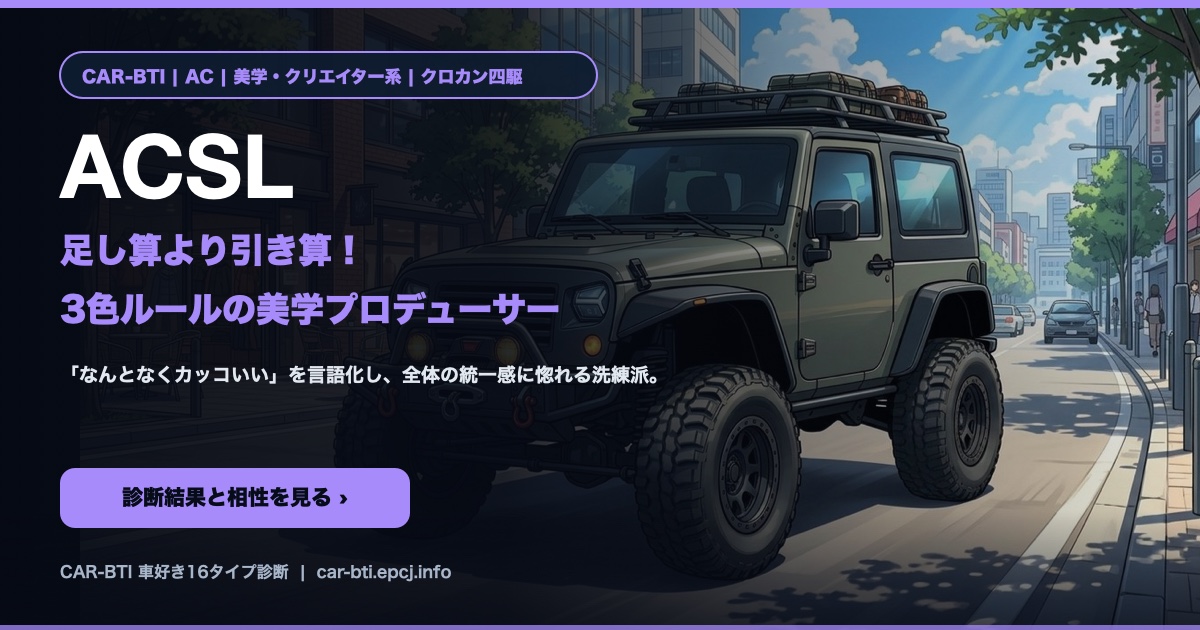 CAR-BTI | AC | 美学・クリエイター系 | クロカン四駆
ACSL
足し算より引き算！
3色ルールの美学プロデューサー
「なんとなくカッコいい」を言語化し、全体の統一感に惚れる洗練派。
診断結果と相性を見る ›
CAR-BTI 車好き16タイプ診断 | car-bti.epcj.info